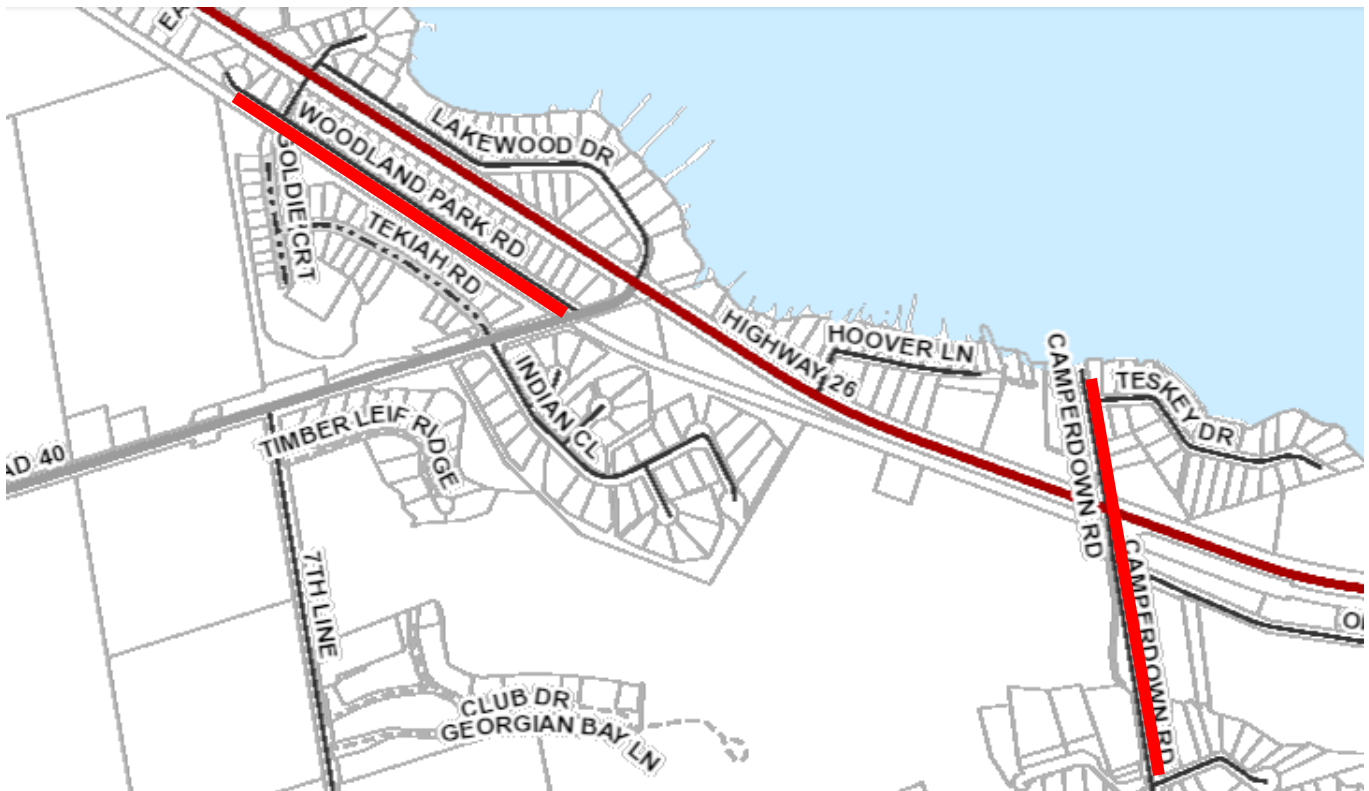 EA
LAKEWOOD DR
WOODLAND PARK RD
GOLDIE CRT
TEKIAH RD
HIGHWAY 26
HOOVER LN
CAMPERDOWN RD
TESKEY DR
INDIAN CL
TIMBER LEIF RIDGE
AD 40
7TH LINE
CAMPERDOWN RD
CLUB DR
GEORGIAN BAY LN